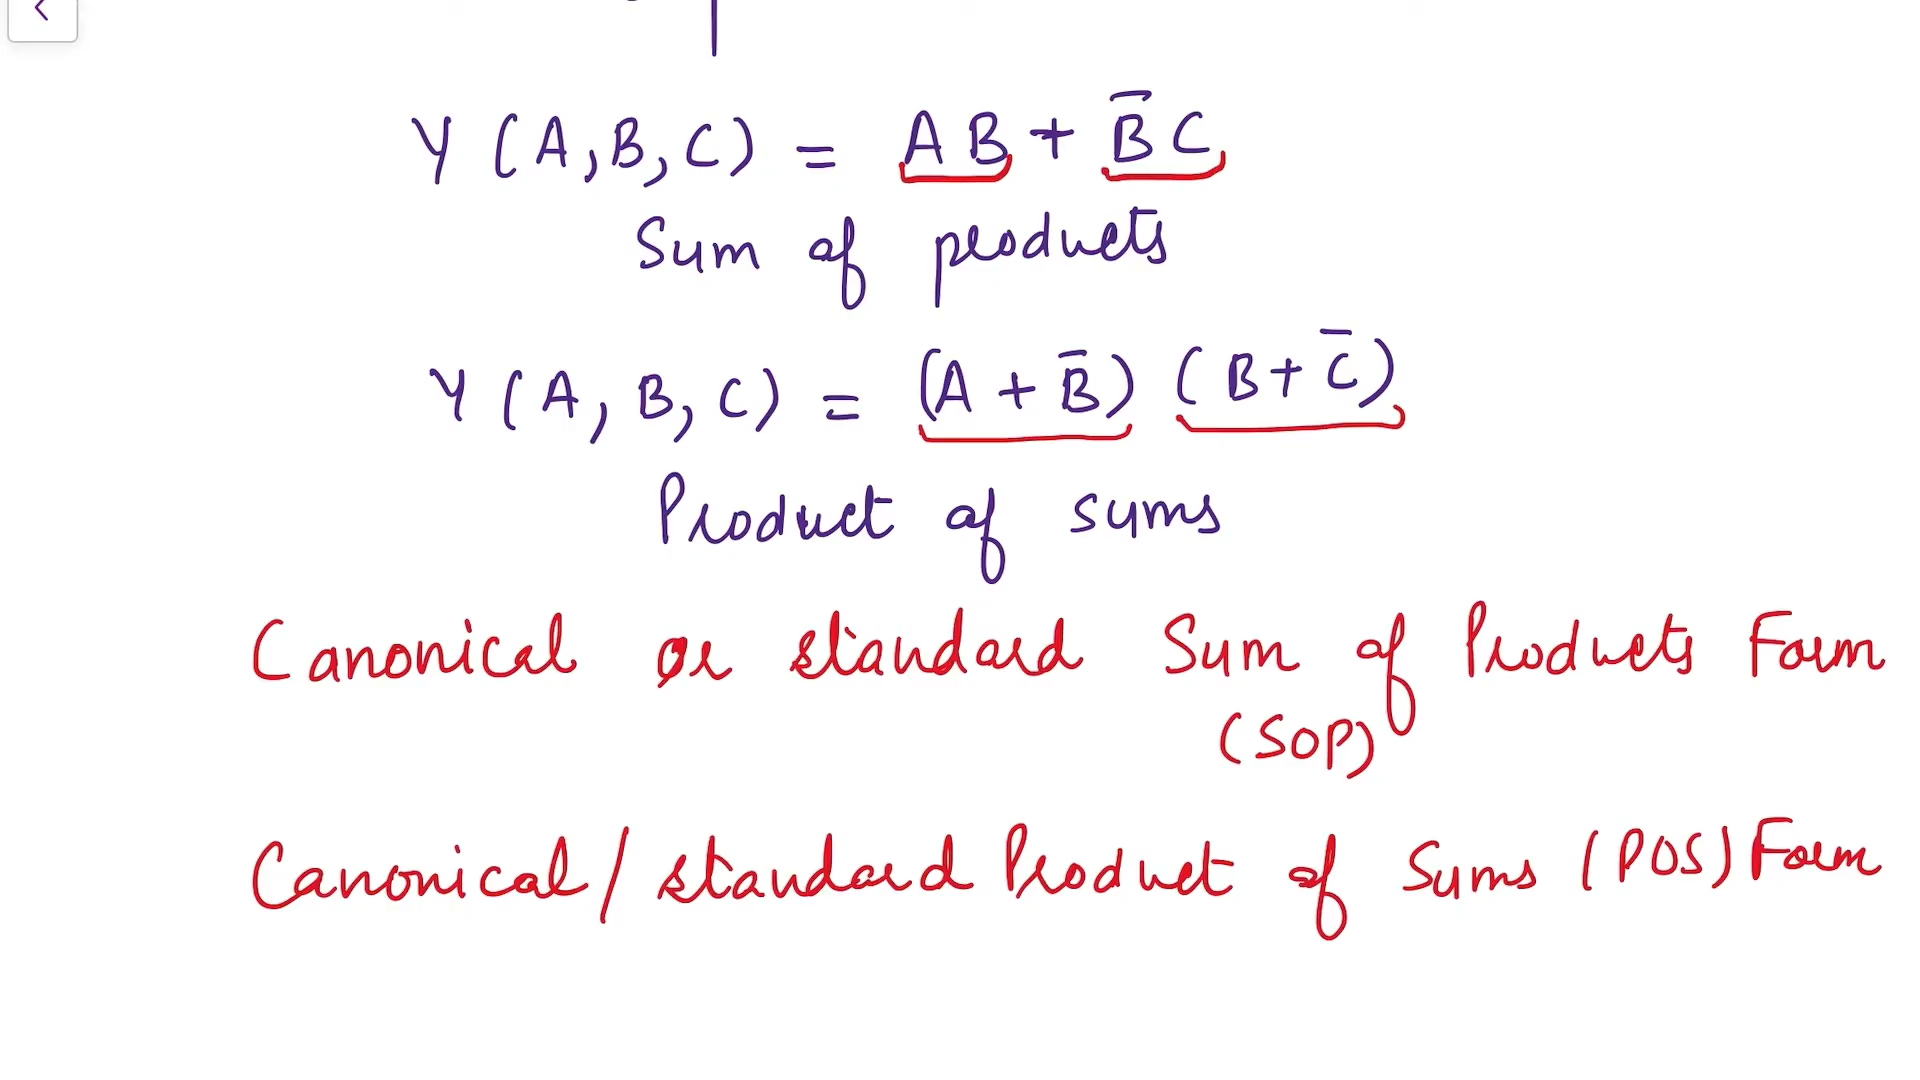 Y (A, B, C) = AB + B̅C
Sum of products
Y (A, B, C) = (A + B̅) (B + C̅)
Product of sums
Canonical or standard Sum of Products Form
(SOP)
Canonical / standard Product of Sums (POS) Form